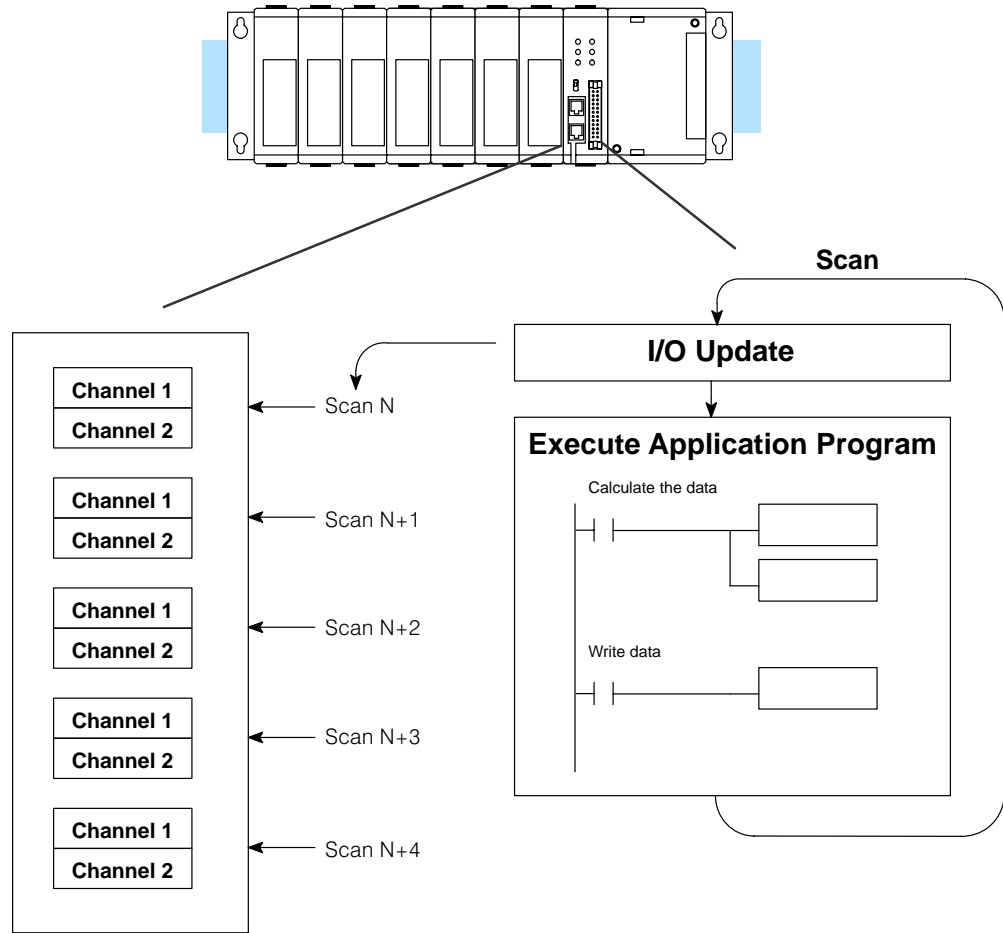 Scan
I/O Update
Execute Application Program
Calculate the data
Write data
Channel 1
Channel 2
Scan N
Channel 1
Channel 2
Scan N+1
Channel 1
Channel 2
Scan N+2
Channel 1
Channel 2
Scan N+3
Channel 1
Channel 2
Scan N+4